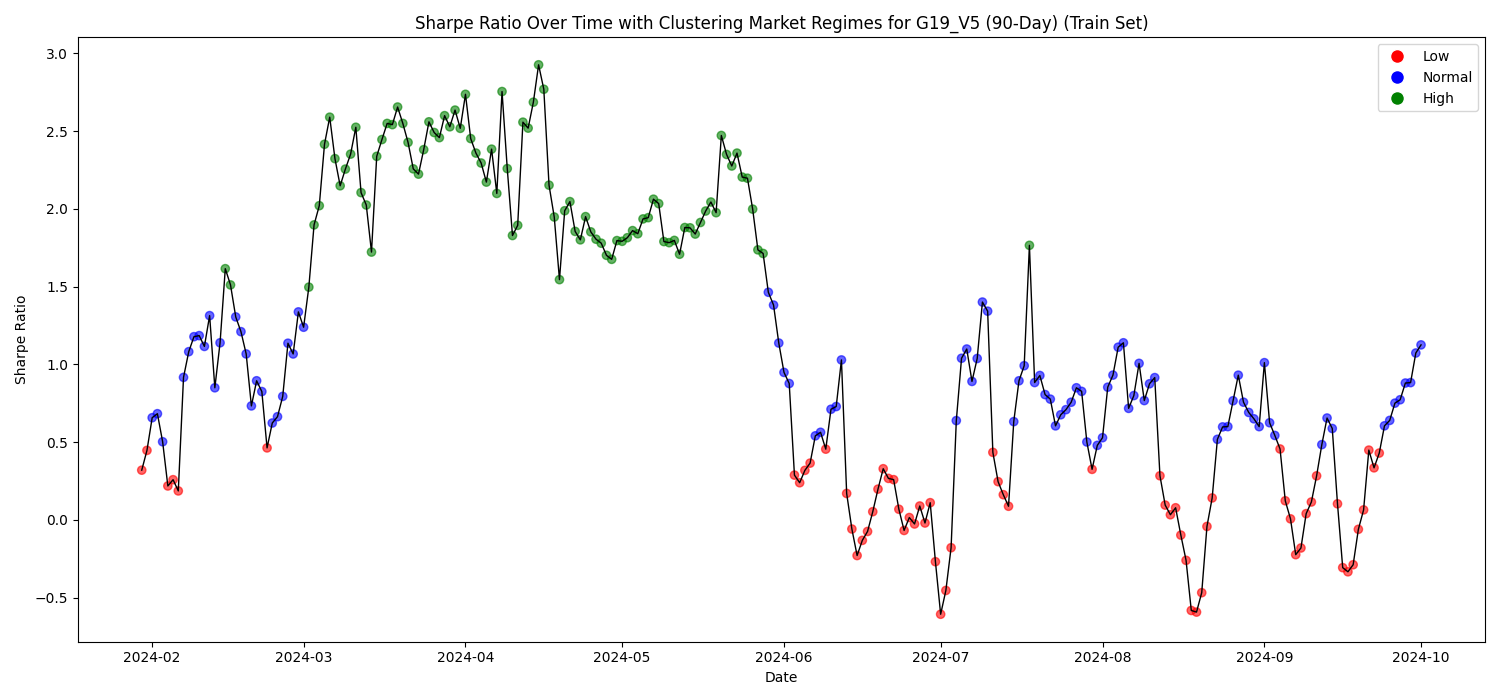 Sharpe Ratio Over Time with Clustering Market Regimes for G19_V5 (90-Day) (Train Set)
Low
Normal
High
3.0
2.5
2.0
1.5
1.0
0.5
0.0
−0.5
Sharpe Ratio
2024-02
2024-03
2024-04
2024-05
2024-06
2024-07
2024-08
2024-09
2024-10
Date